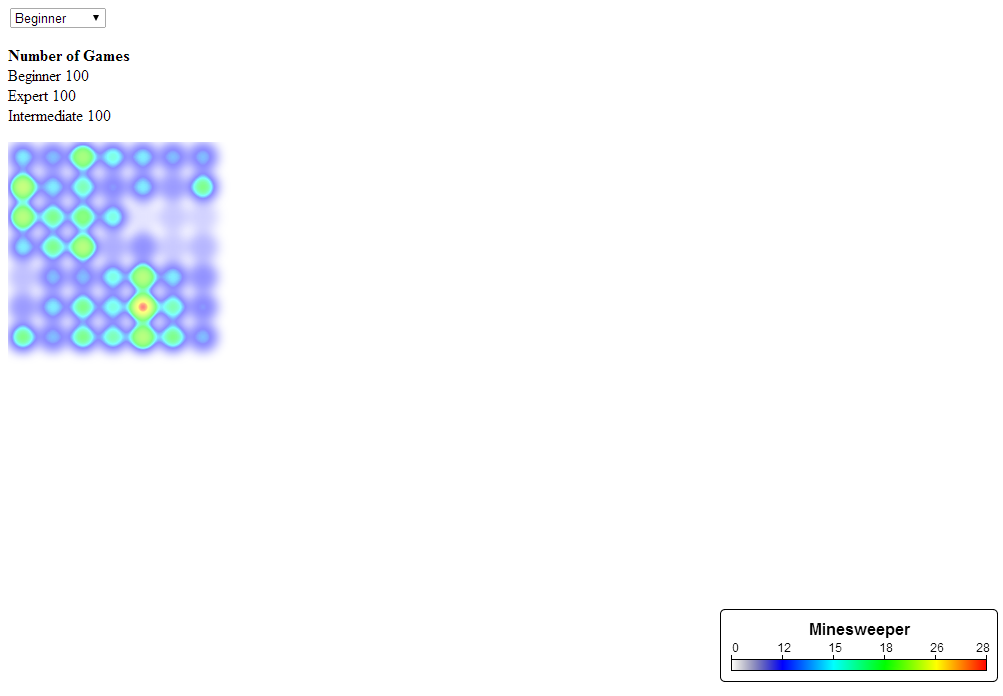 Beginner
Number of Games
Beginner 100
Expert 100
Intermediate 100
Minesweeper
0 12 15 18 26 28